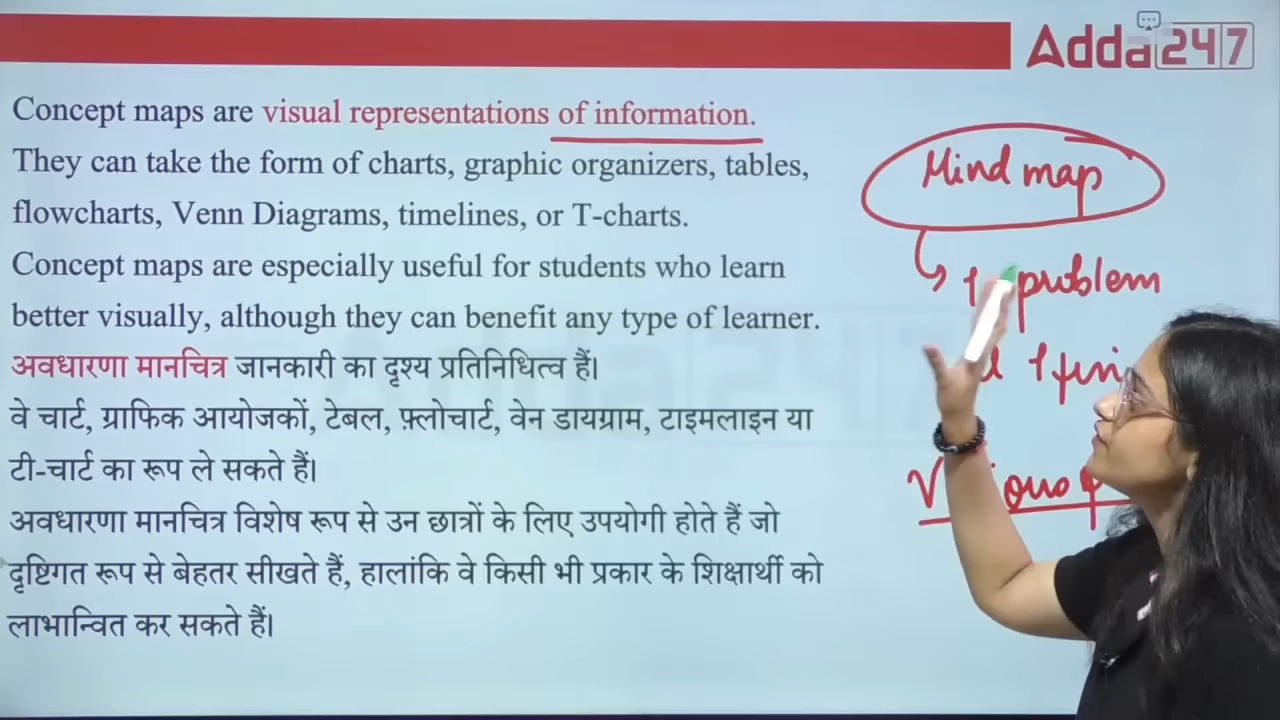 Adda 247
Concept maps are visual representations of information.
They can take the form of charts, graphic organizers, tables,
flowcharts, Venn Diagrams, timelines, or T-charts.
Concept maps are especially useful for students who learn
better visually, although they can benefit any type of learner.
अवधारणा मानचित्र जानकारी का दृश्य प्रतिनिधित्व हैं।
वे चार्ट, ग्राफिक आयोजकों, टेबल, फ़्लोचार्ट, वेन डायग्राम, टाइमलाइन या
टी-चार्ट का रूप ले सकते हैं।
अवधारणा मानचित्र विशेष रूप से उन छात्रों के लिए उपयोगी होते हैं जो
दृष्टिगत रूप से बेहतर सीखते हैं, हालांकि वे किसी भी प्रकार के शिक्षार्थी को
लाभान्वित कर सकते हैं।
Mind map
problem